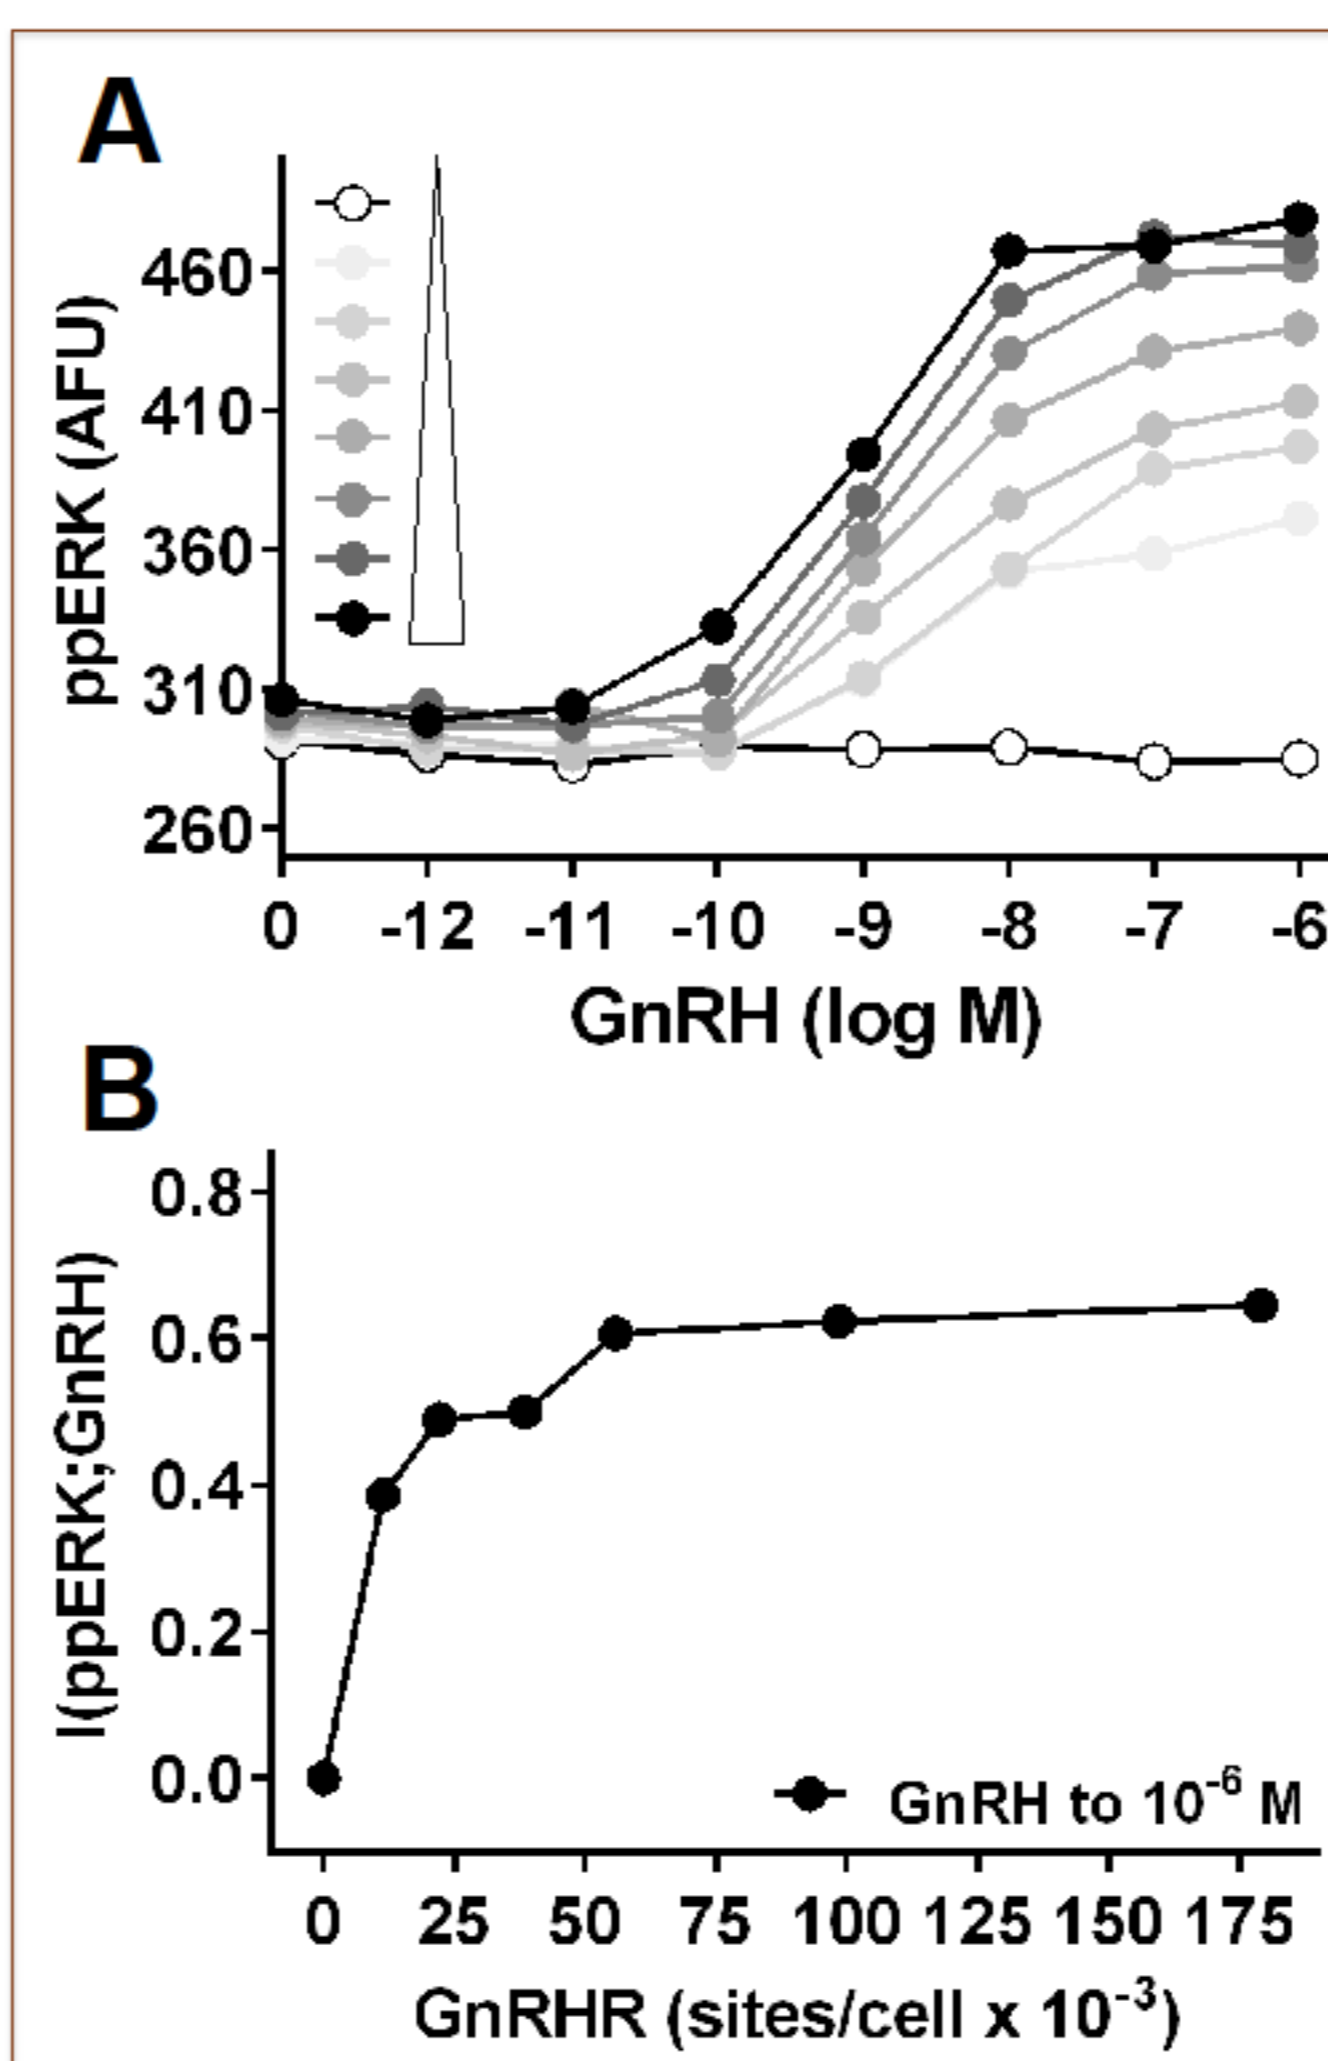 A
ppERK (AFU)
460
410
360
310
260
0 -12 -11 -10 -9 -8 -7 -6
GnRH (log M)
B
I(ppERK;GnRH)
0.8
0.6
0.4
0.2
0.0
GnRH to 10⁻⁶ M
0 25 50 75 100 125 150 175
GnRHR (sites/cell x 10⁻³)